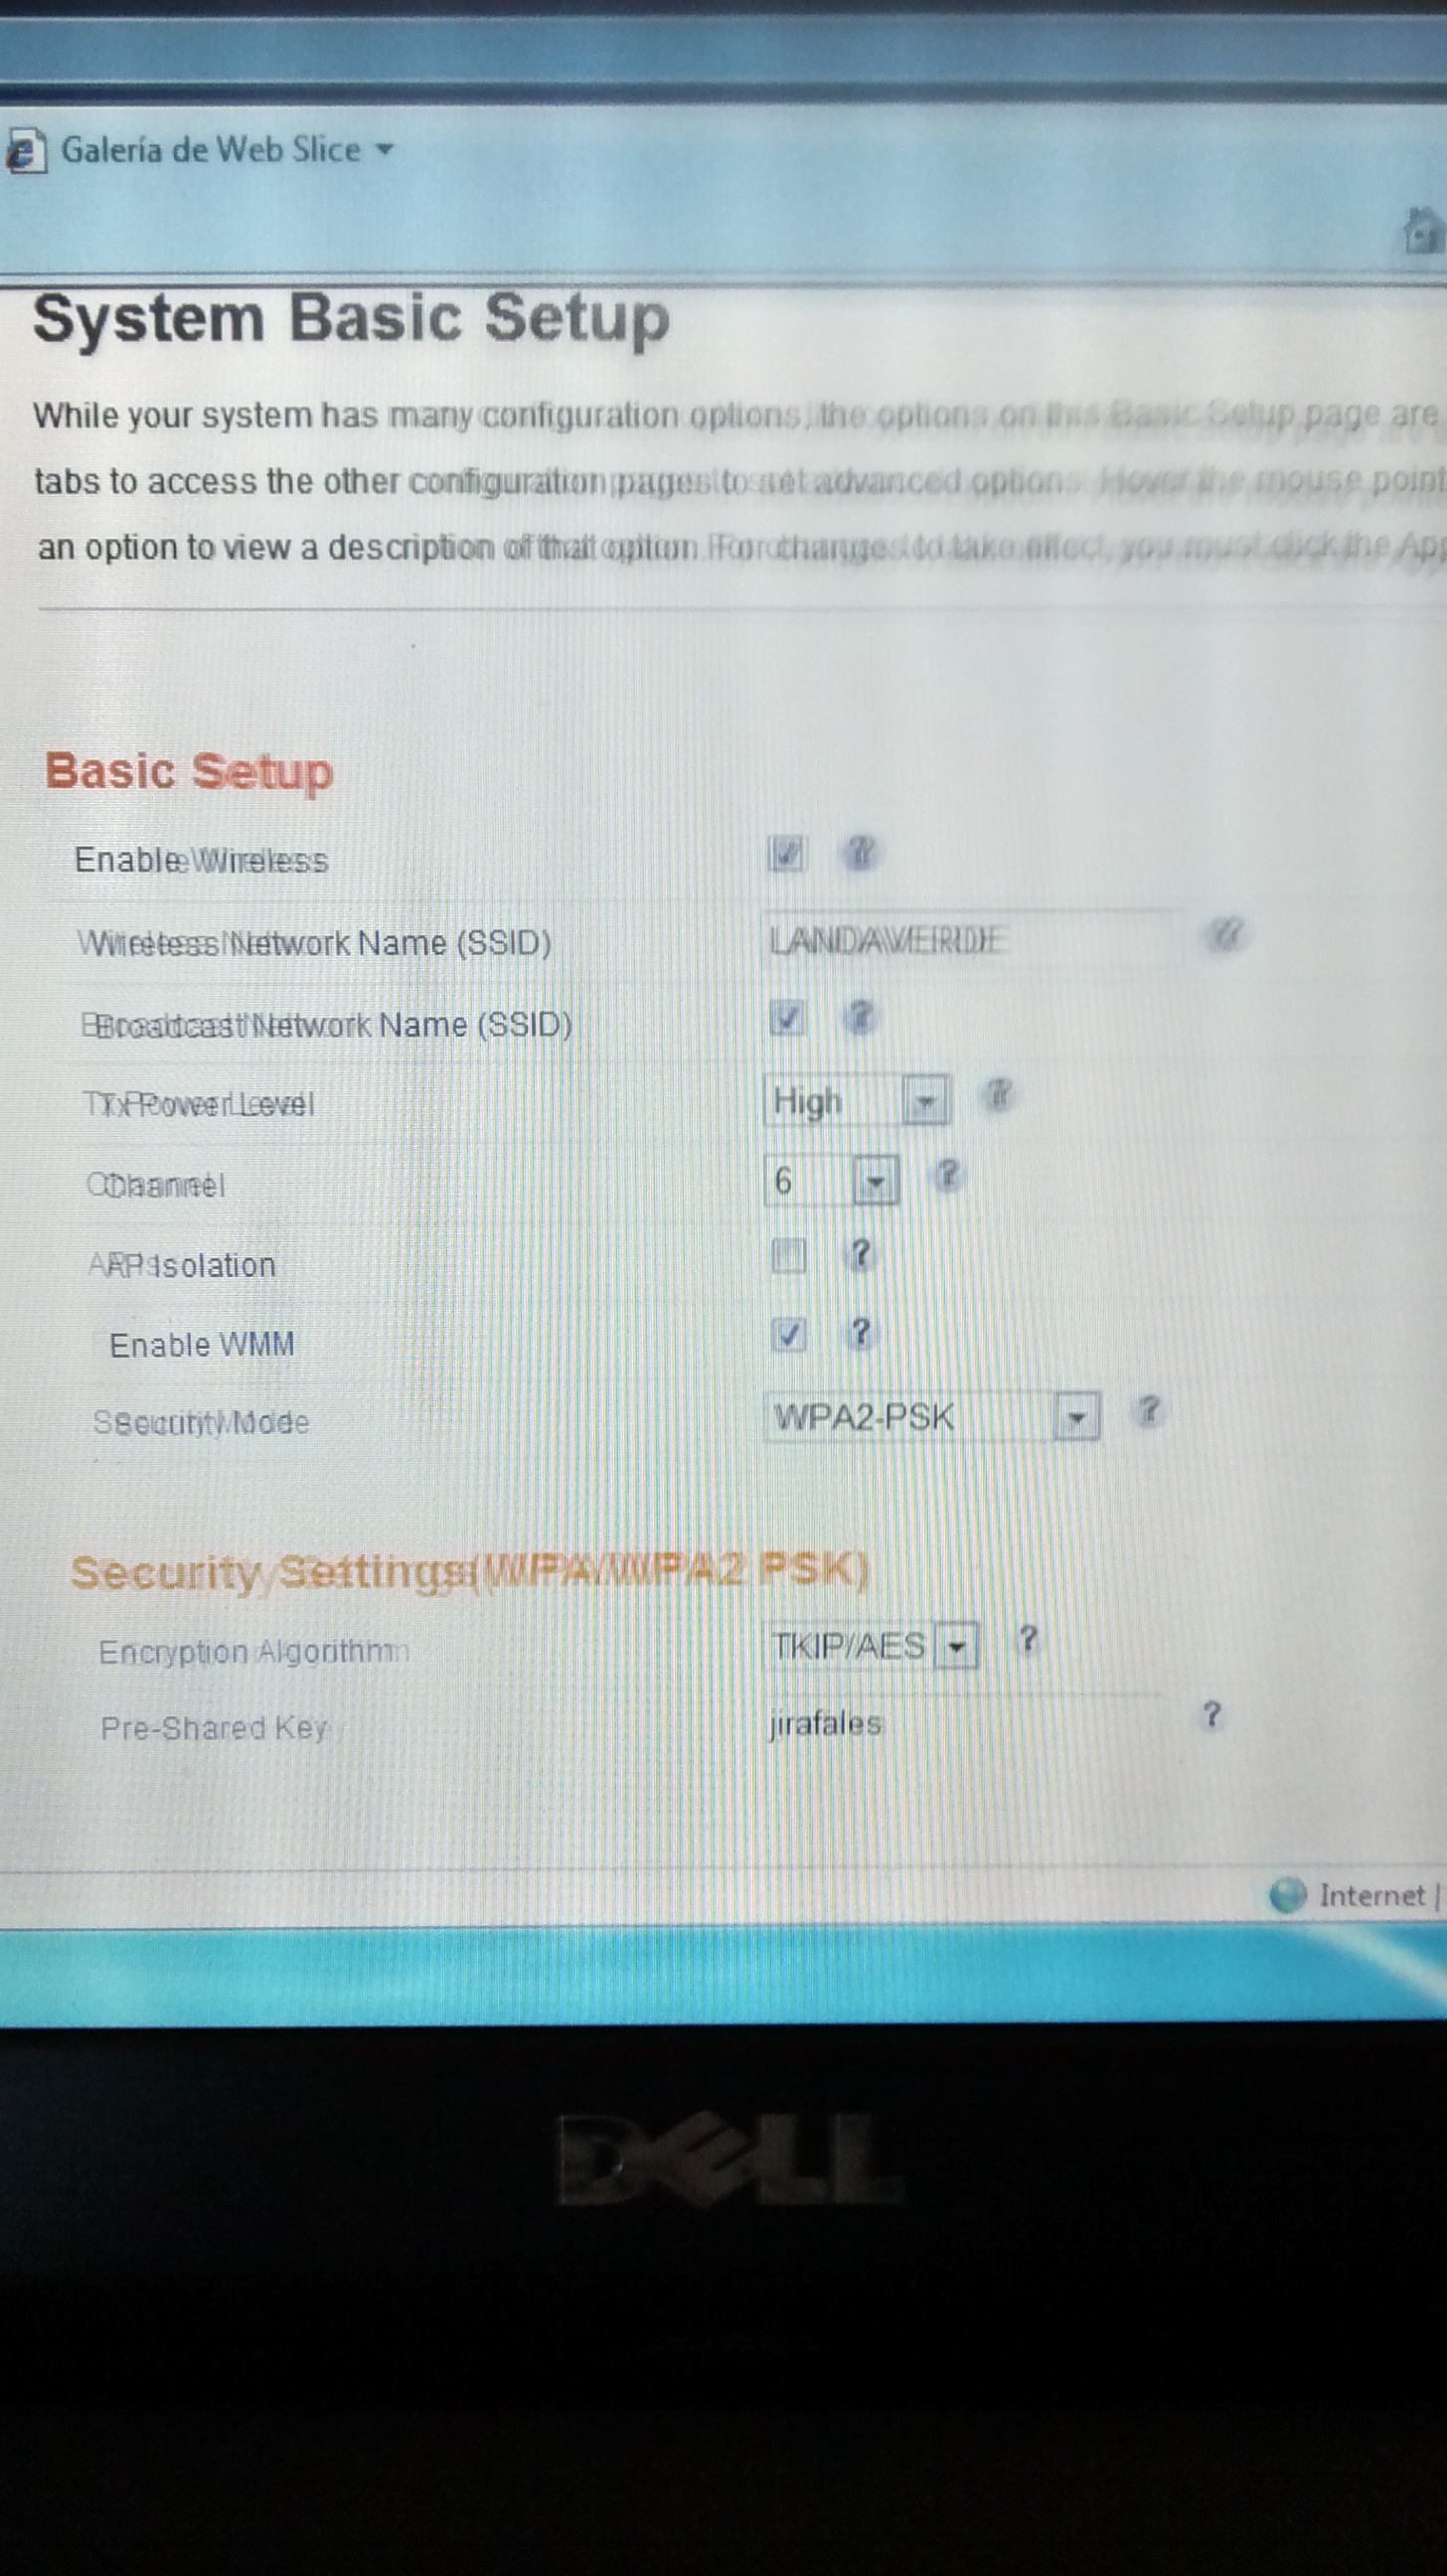 Galería de Web Slice
System Basic Setup
While your system has many configuration options, the options on this Basic Setup page are
tabs to access the other configuration pages to set advanced options. Hover the mouse point
an option to view a description of that option. For changes to take effect, you must click the App
Basic Setup
Enable Wireless ?
Wireless Network Name (SSID) LANDAVERDE ?
Broadcast Network Name (SSID) ?
Tx Power Level High ?
Channel 6 ?
AP Isolation ?
Enable WMM ?
Security Mode WPA2-PSK ?
Security Settings(WPA/WPA2 PSK)
Encryption Algorithm TKIP/AES ?
Pre-Shared Key jirafales ?
Internet |
DELL